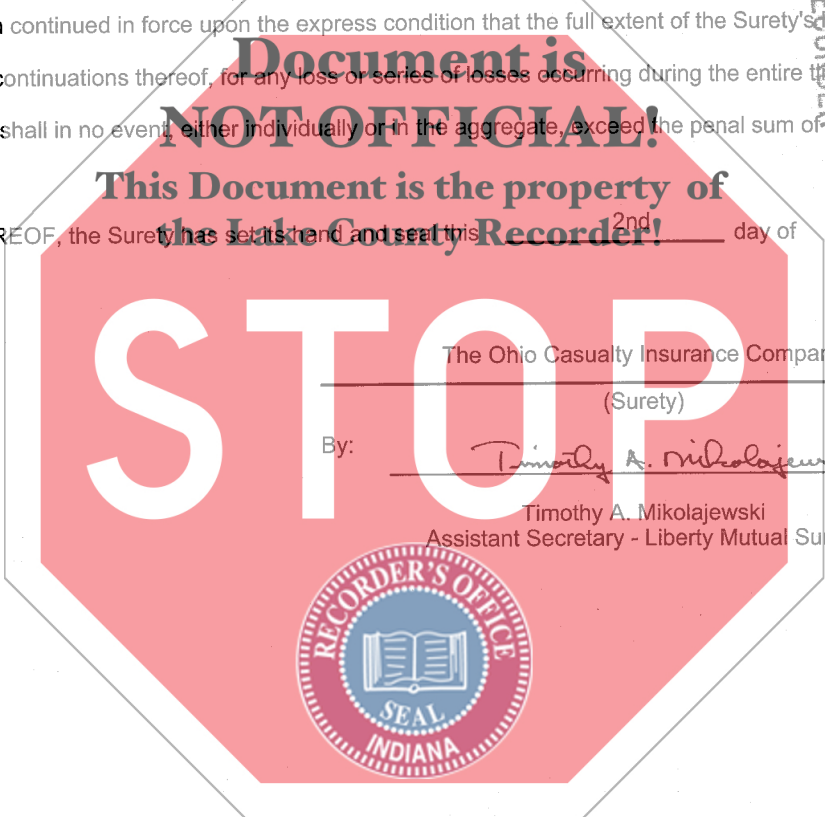 continued in force upon the express condition that the full extent of the Surety's
Document is
continuations thereof, for any loss or series of losses occurring during the entire
NOT OFFICIAL!
shall in no event, either individually or in the aggregate, exceed the penal sum of
This Document is the property of
the Lake County Recorder!
REOF, the Surety has set its hand and seal this 2nd day of
STOP
The Ohio Casualty Insurance Compa
(Surety)
By: Timothy A. Mikolajew
Timothy A. Mikolajewski
Assistant Secretary - Liberty Mutual Su
RECORDER'S OFFICE
SEAL
INDIANA